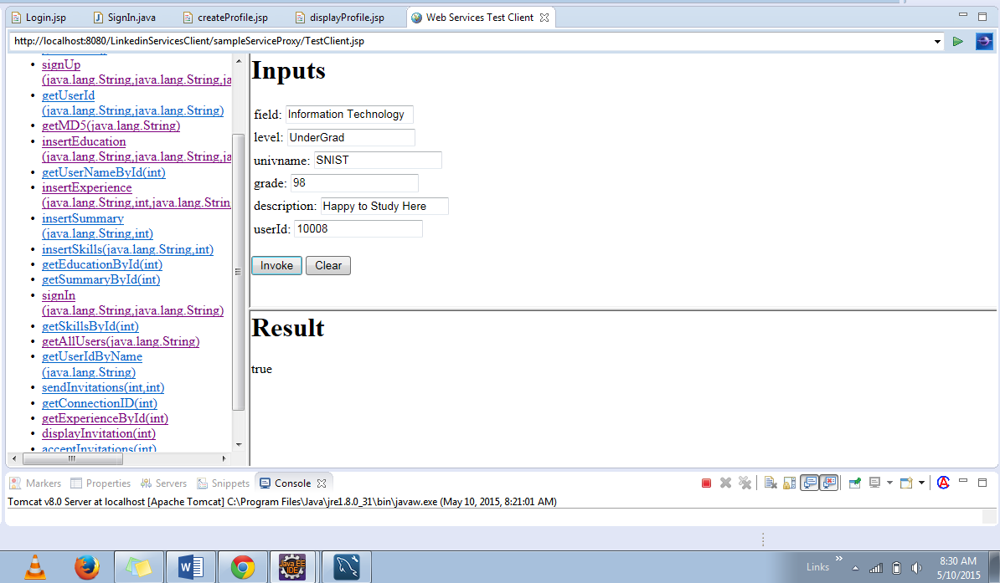 Login.jsp
SignIn.java
createProfile.jsp
displayProfile.jsp
Web Services Test Client
http://localhost:8080/LinkedinServicesClient/sampleServiceProxy/TestClient.jsp
signUp
(java.lang.String,java.lang.String,ja
getUserId
(java.lang.String,java.lang.String)
getMD5(java.lang.String)
insertEducation
(java.lang.String,java.lang.String,ja
getUserNameById(int)
insertExperience
(java.lang.String,int,java.lang.Strin
insertSummary
(java.lang.String,int)
insertSkills(java.lang.String,int)
getEducationById(int)
getSummaryById(int)
signIn
(java.lang.String,java.lang.String)
getSkillsById(int)
getAllUsers(java.lang.String)
getUserIdByName
(java.lang.String)
sendInvitations(int,int)
getConnectionID(int)
getExperienceById(int)
displayInvitation(int)
acceptInvitations(int)
Inputs
field: Information Technology
level: UnderGrad
univname: SNIST
grade: 98
description: Happy to Study Here
userId: 10008
Invoke Clear
Result
true
Markers
Properties
Servers
Snippets
Console
Tomcat v8.0 Server at localhost [Apache Tomcat] C:\Program Files\Java\jre1.8.0_31\bin\javaw.exe (May 10, 2015, 8:21:01 AM)
W
Java EE
IDE
Links
8:30 AM
5/10/2015